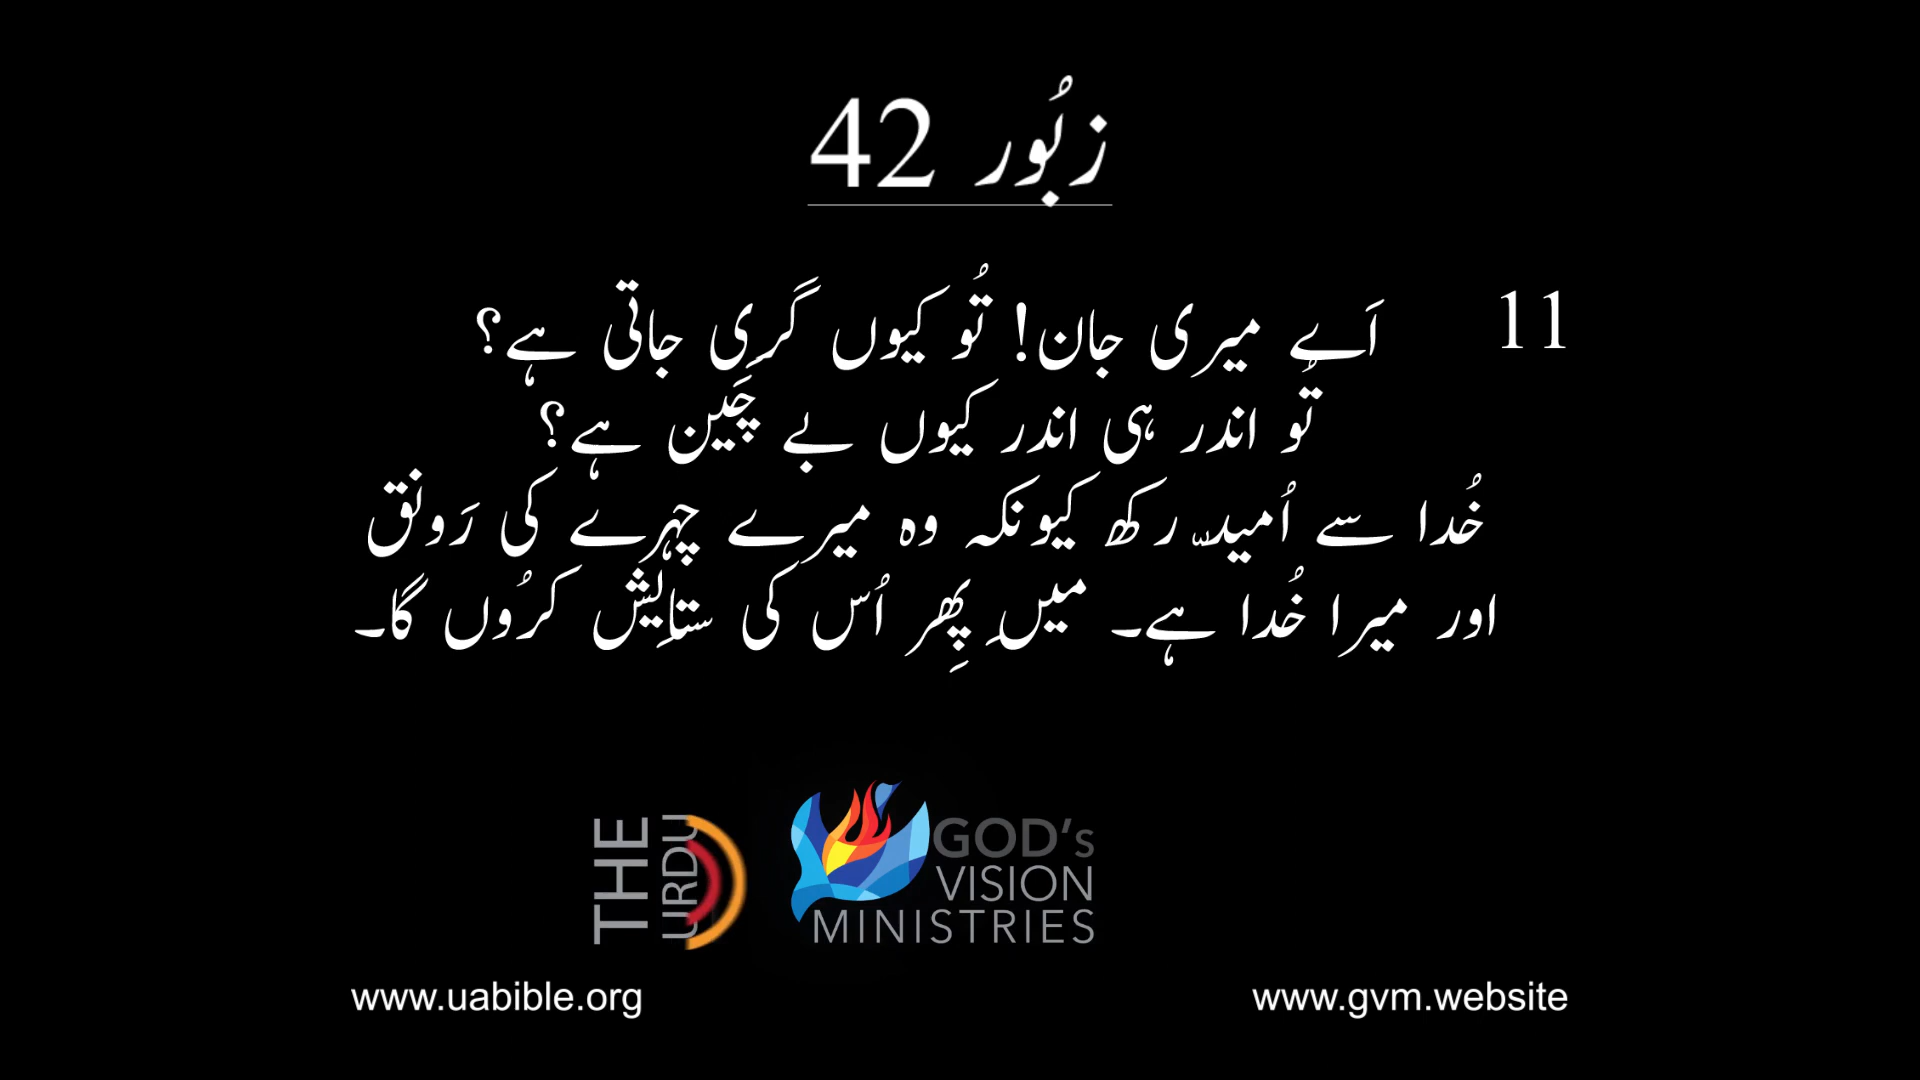 زبُور 42
11 اَے میری جان! تُو کیوں گرِی جاتی ہے؟
تُو اندر ہی اندر کیوں بے چَین ہے؟
خُدا سے اُمید رکھ کیونکہ وہ میرے چہرے کی رَونق
اور میرا خُدا ہے۔ مَیں پِھر اُس کی ستایش کرُوں گا۔
THE
URDU
GOD's
VISION
MINISTRIES
www.uabible.org
www.gvm.website